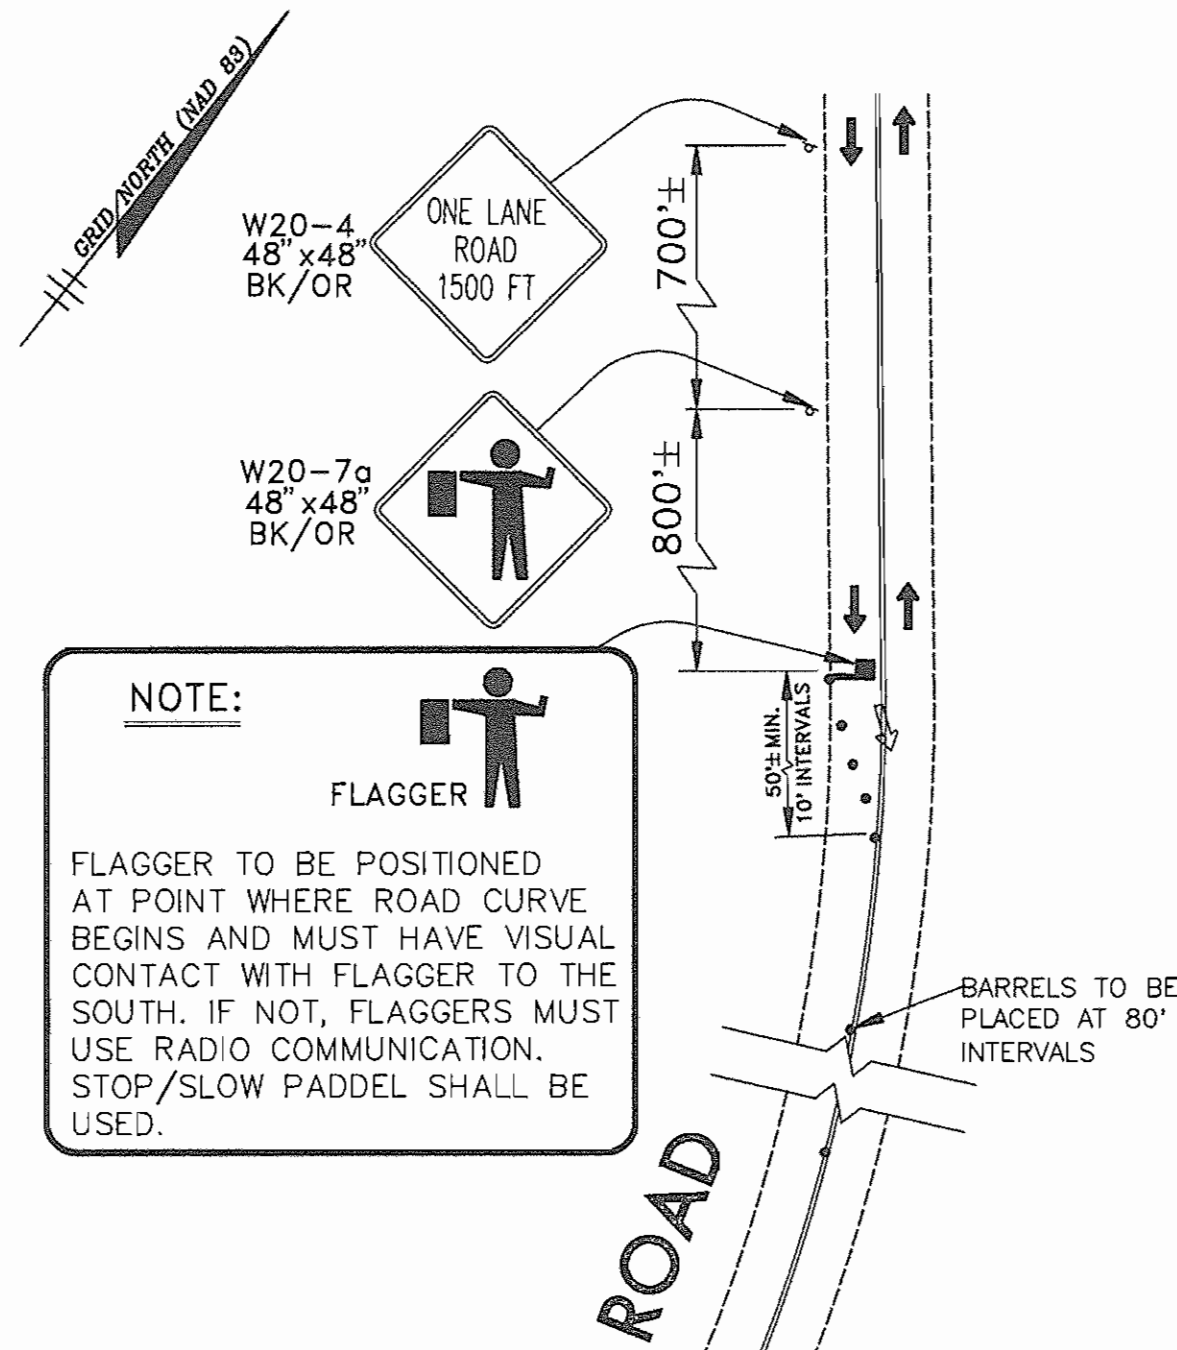 GRID NORTH (NAD 83)
W20-4
48"x48"
BK/OR
ONE LANE
ROAD
1500 FT
700'±
W20-7a
48"x48"
BK/OR
800'±
NOTE:
FLAGGER
FLAGGER TO BE POSITIONED
AT POINT WHERE ROAD CURVE
BEGINS AND MUST HAVE VISUAL
CONTACT WITH FLAGGER TO THE
SOUTH. IF NOT, FLAGGERS MUST
USE RADIO COMMUNICATION.
STOP/SLOW PADDEL SHALL BE
USED.
50'± MIN.
10' INTERVALS
BARRELS TO BE
PLACED AT 80'
INTERVALS
ROAD